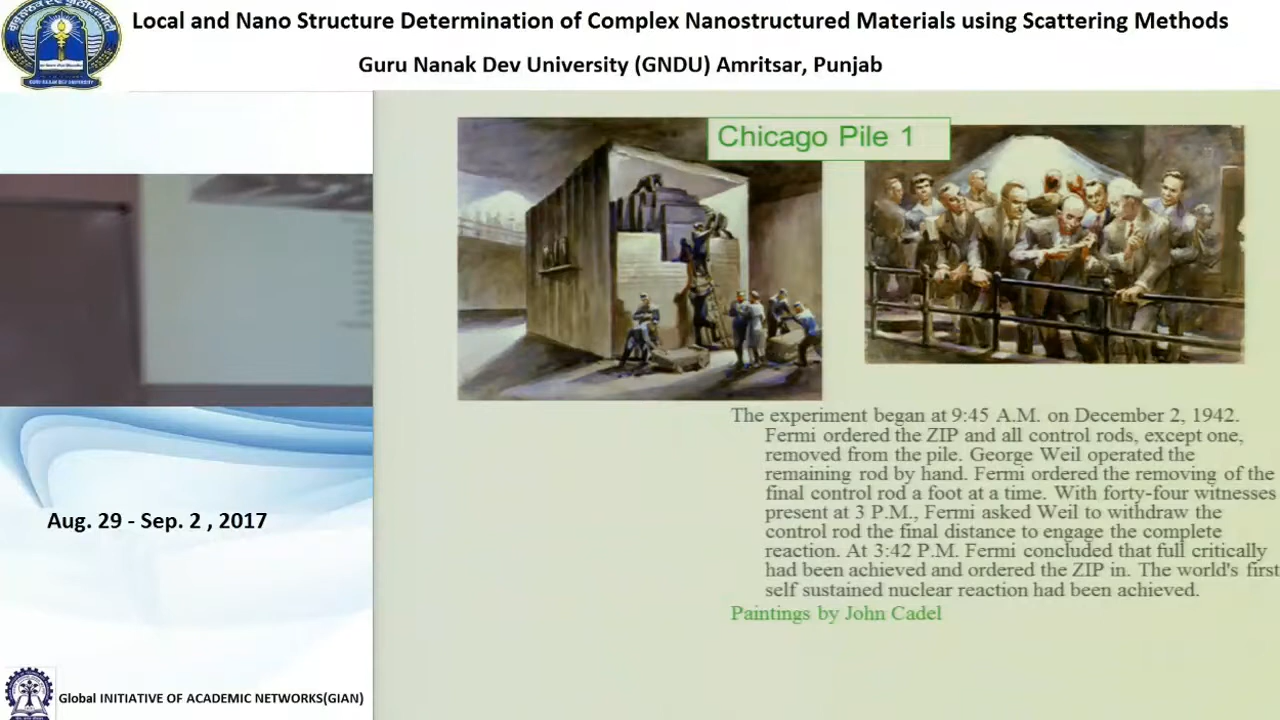 Local and Nano Structure Determination of Complex Nanostructured Materials using Scattering Methods
Guru Nanak Dev University (GNDU) Amritsar, Punjab
Chicago Pile 1
The experiment began at 9:45 A.M. on December 2, 1942.
Fermi ordered the ZIP and all control rods, except one,
removed from the pile. George Weil operated the
remaining rod by hand. Fermi ordered the removing of the
final control rod a foot at a time. With forty-four witnesses
present at 3 P.M., Fermi asked Weil to withdraw the
control rod the final distance to engage the complete
reaction. At 3:42 P.M. Fermi concluded that full critically
had been achieved and ordered the ZIP in. The world's first
self sustained nuclear reaction had been achieved.
Paintings by John Cadel
Aug. 29 - Sep. 2 , 2017
Global INITIATIVE OF ACADEMIC NETWORKS(GIAN)